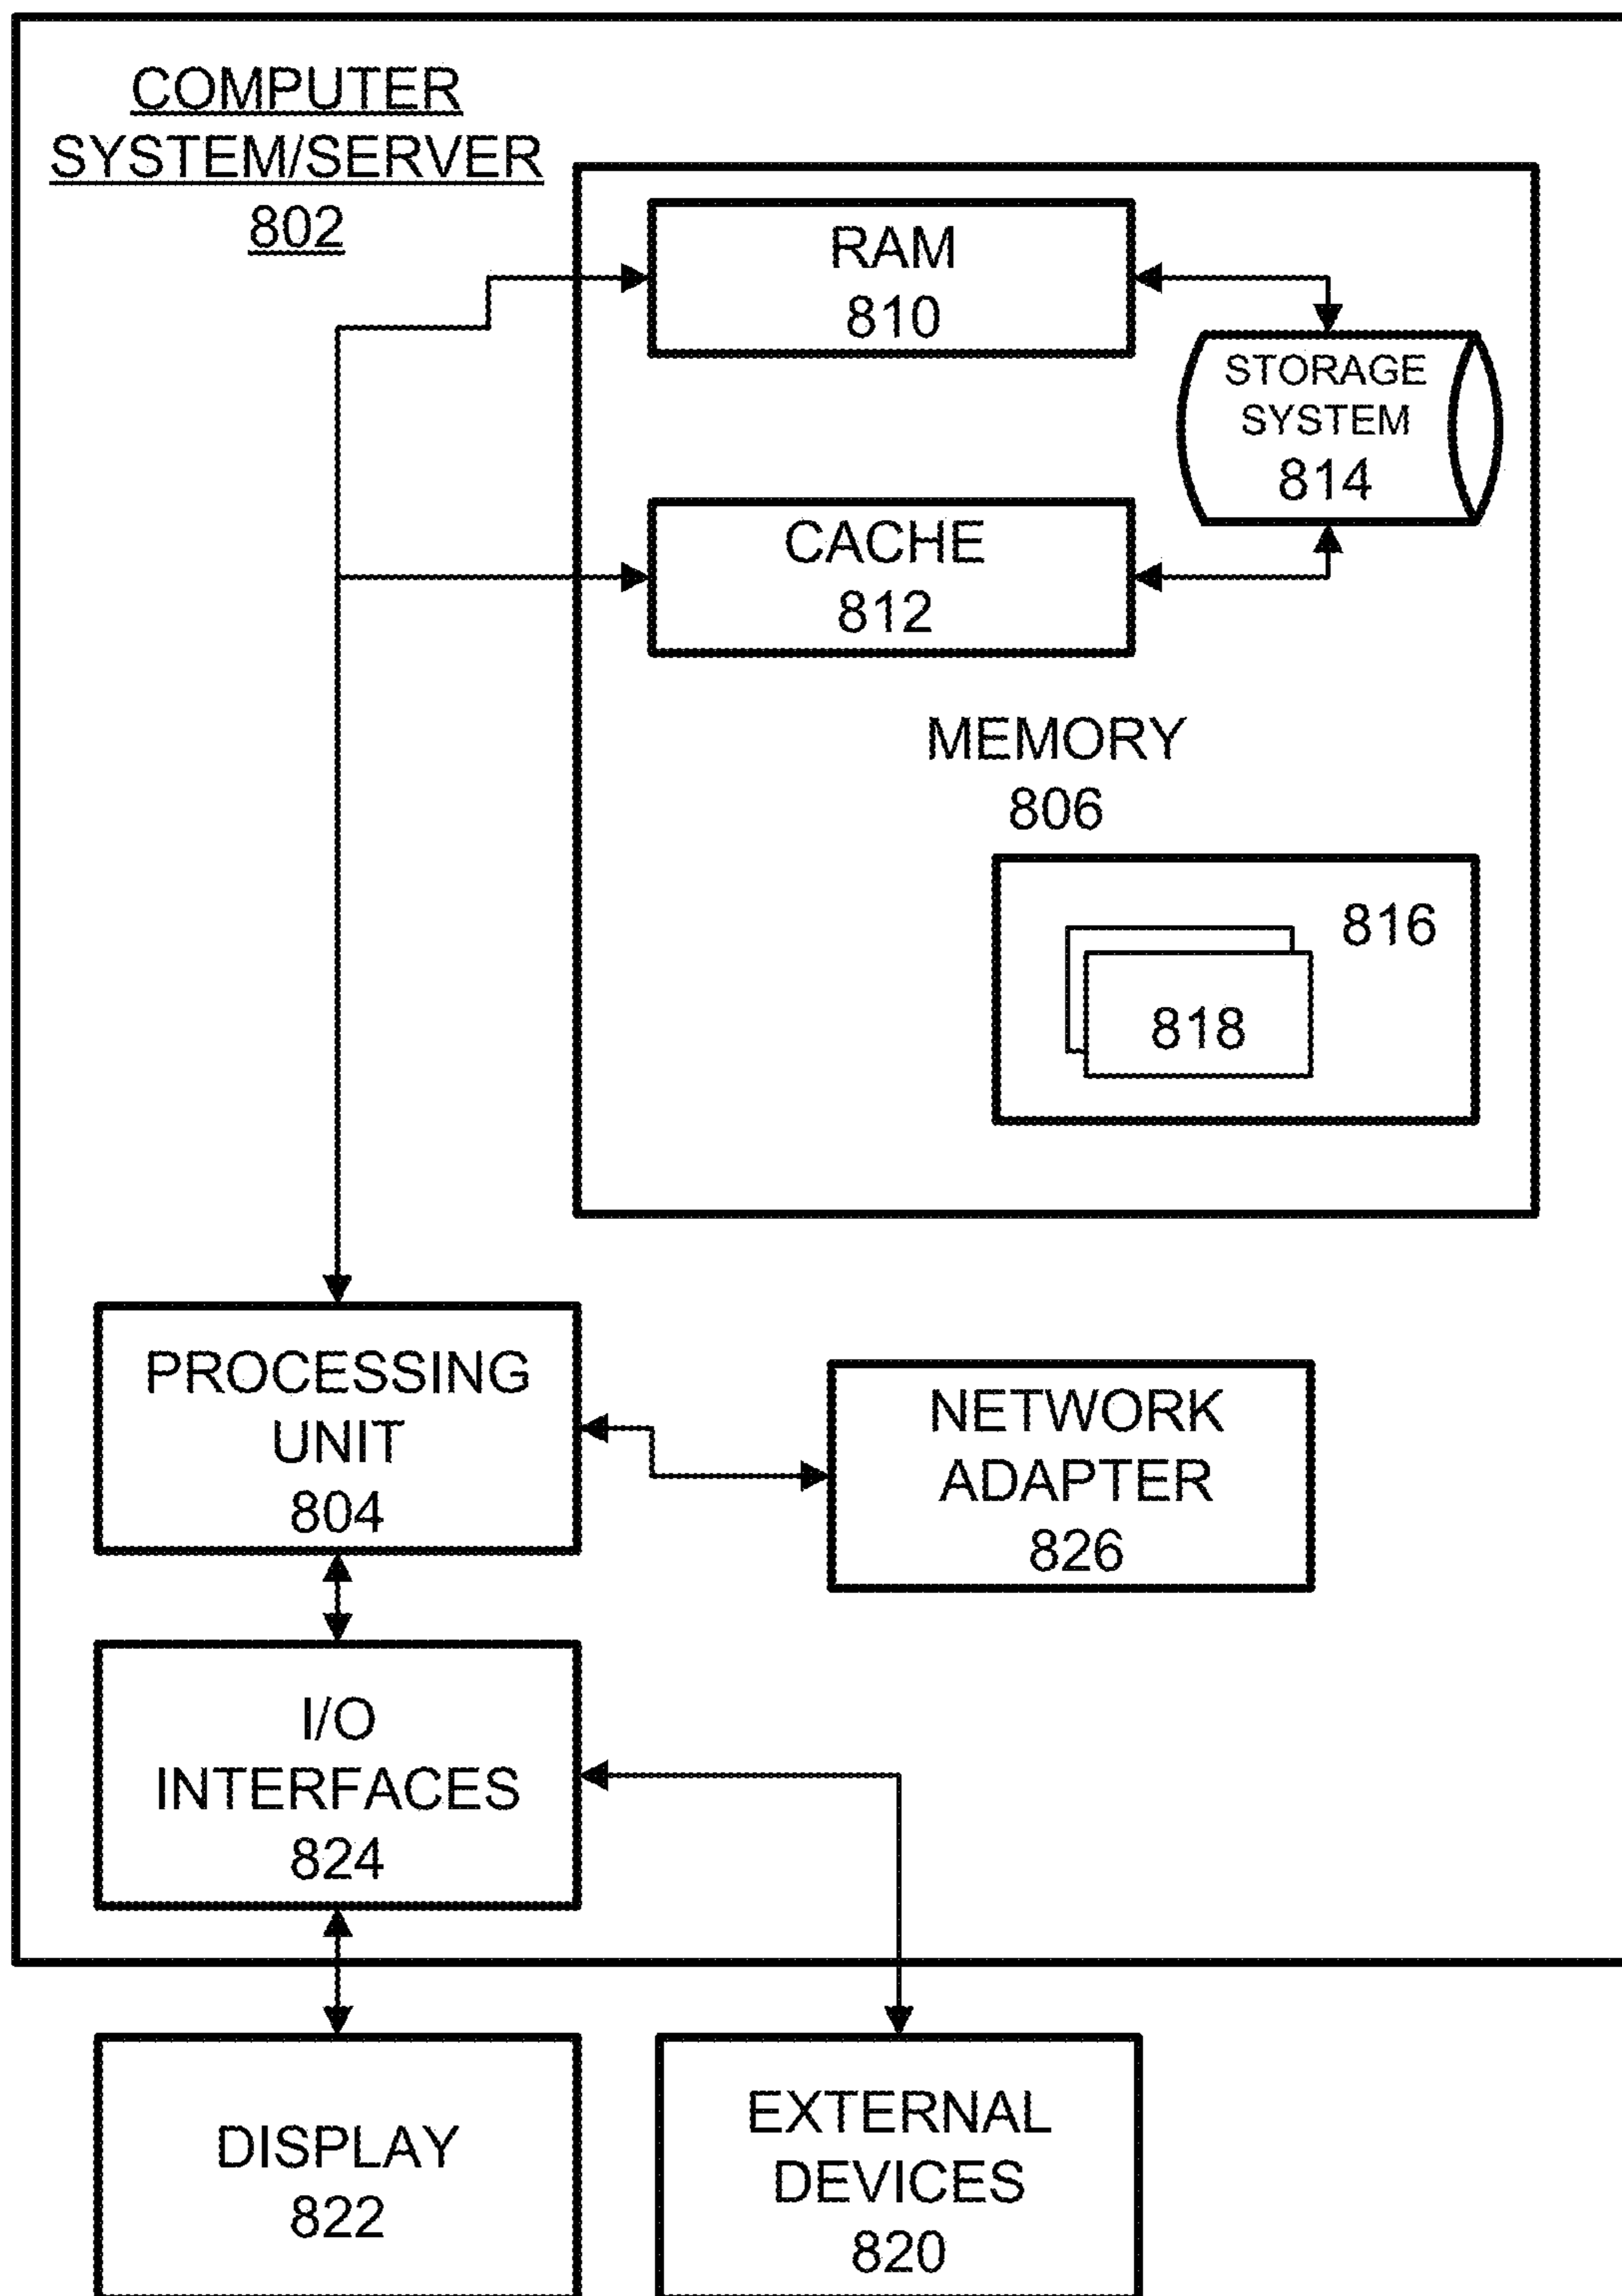 COMPUTER
SYSTEM/SERVER
802
RAM
810
STORAGE
SYSTEM
814
CACHE
812
MEMORY
806
816
818
PROCESSING
UNIT
804
NETWORK
ADAPTER
826
I/O
INTERFACES
824
DISPLAY
822
EXTERNAL
DEVICES
820